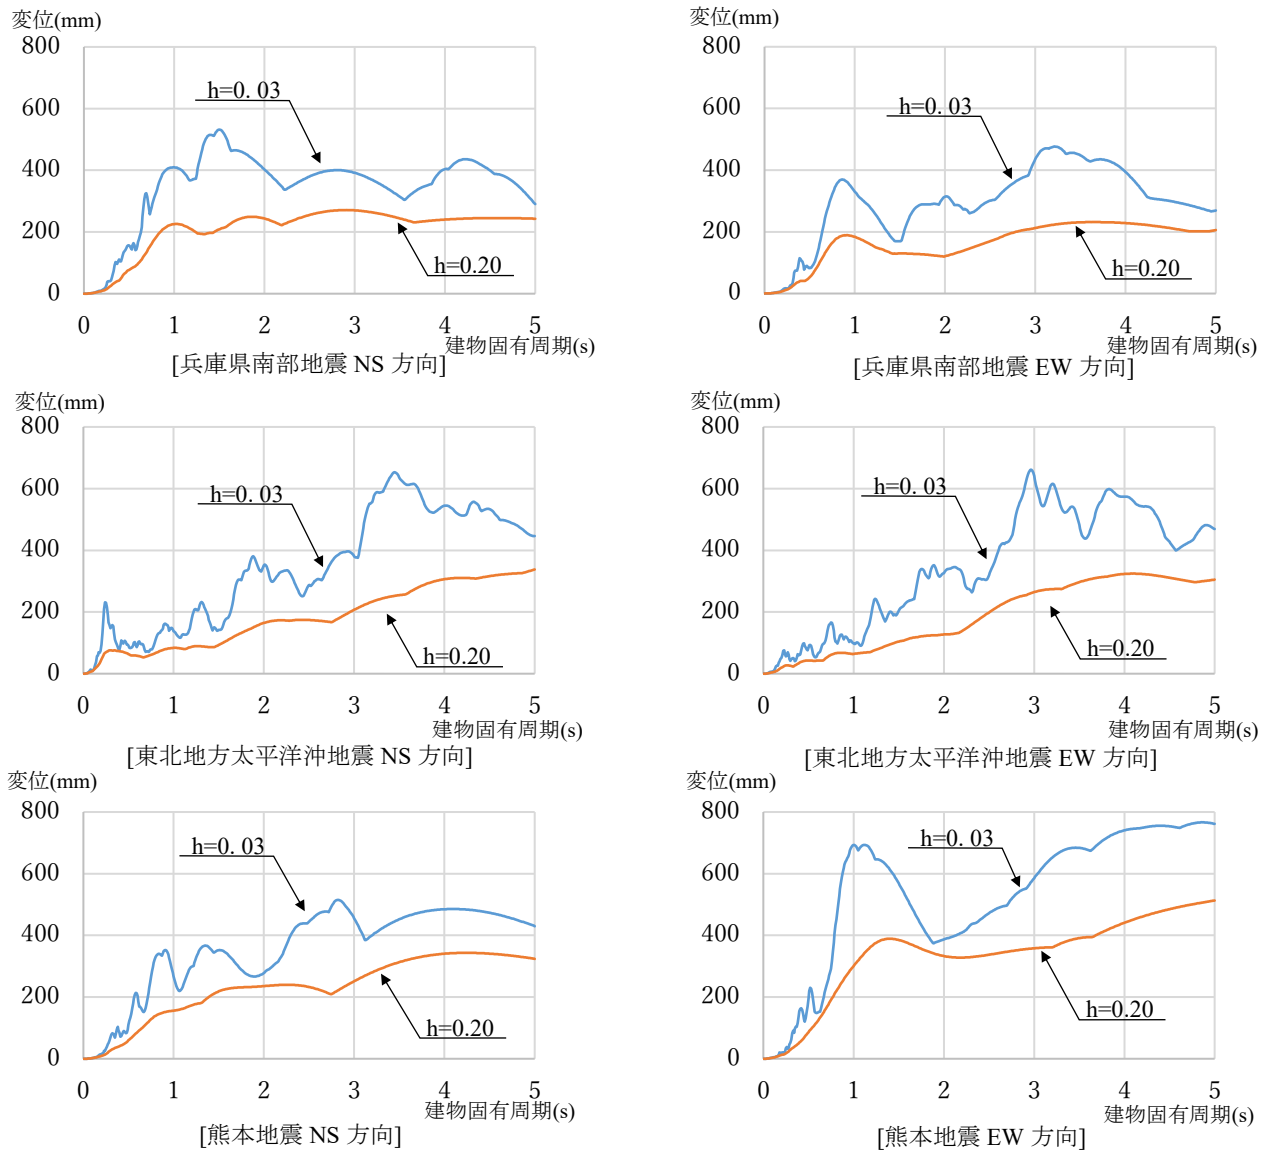 変位(mm)
800
600
400
200
0
h=0. 03
h=0.20
0 1 2 3 4 5
建物固有周期(s)
[兵庫県南部地震 NS 方向]
変位(mm)
800
600
400
200
0
h=0. 03
h=0.20
0 1 2 3 4 5
建物固有周期(s)
[兵庫県南部地震 EW 方向]
変位(mm)
800
600
400
200
0
h=0. 03
h=0.20
0 1 2 3 4 5
建物固有周期(s)
[東北地方太平洋沖地震 NS 方向]
変位(mm)
800
600
400
200
0
h=0. 03
h=0.20
0 1 2 3 4 5
建物固有周期(s)
[東北地方太平洋沖地震 EW 方向]
変位(mm)
800
600
400
200
0
h=0. 03
h=0.20
0 1 2 3 4 5
建物固有周期(s)
[熊本地震 NS 方向]
変位(mm)
800
600
400
200
0
h=0. 03
h=0.20
0 1 2 3 4 5
建物固有周期(s)
[熊本地震 EW 方向]